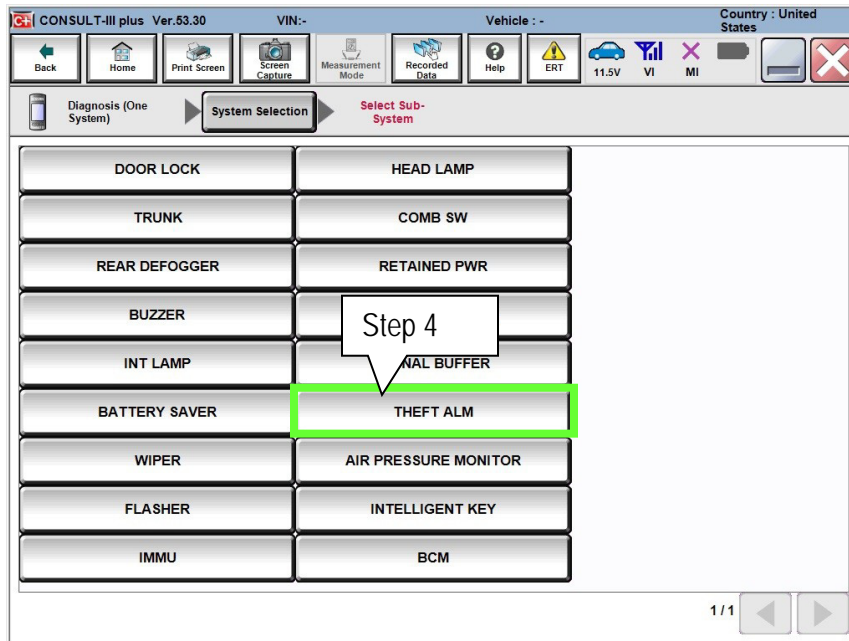 CONSULT-III plus Ver.53.30 VIN:- Vehicle : - Country : United States
Back Home Print Screen Screen Capture Measurement Mode Recorded Data Help ERT 11.5V VI MI
Diagnosis (One System) System Selection Select Sub-System
DOOR LOCK HEAD LAMP
TRUNK COMB SW
REAR DEFOGGER RETAINED PWR
BUZZER
Step 4
INT LAMP NAL BUFFER
BATTERY SAVER THEFT ALM
WIPER AIR PRESSURE MONITOR
FLASHER INTELLIGENT KEY
IMMU BCM
1/1